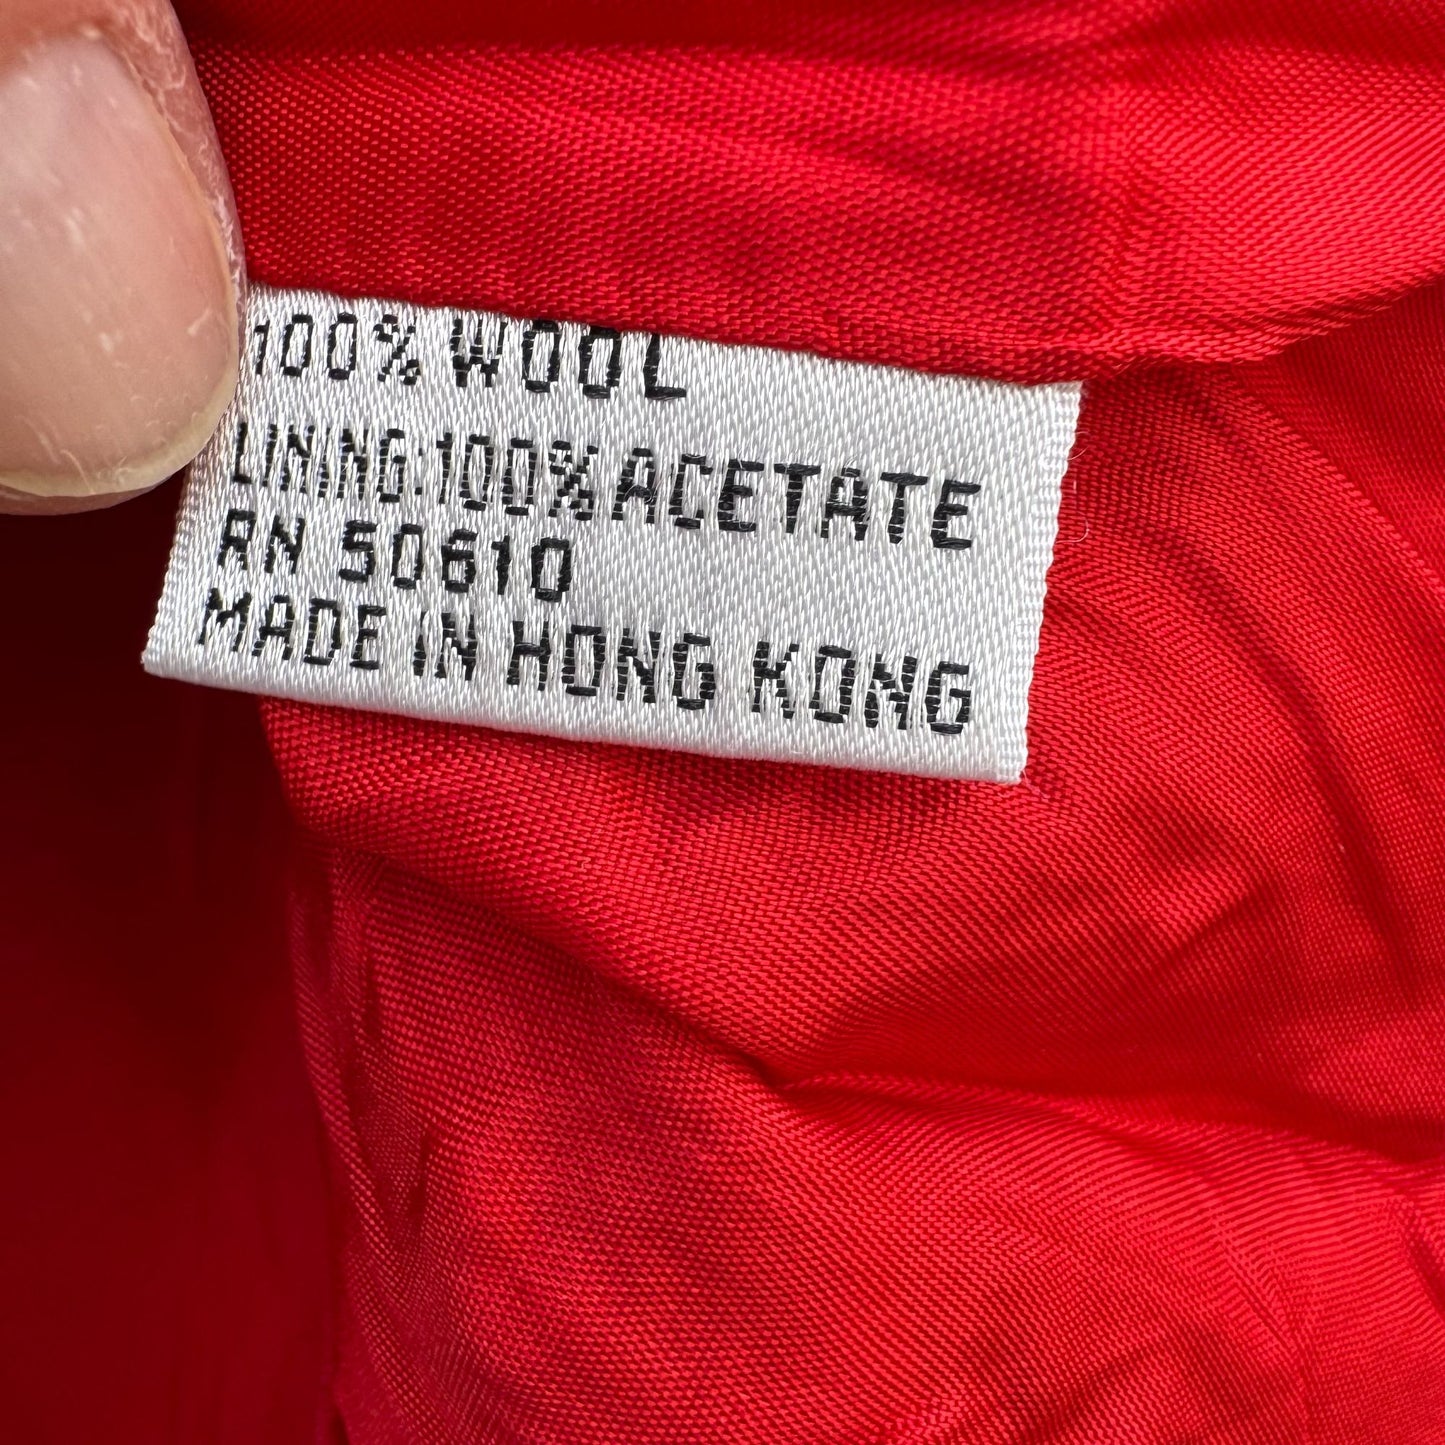 100% WOOL
LINING:100% ACETATE
RN 50610
MADE IN HONG KONG